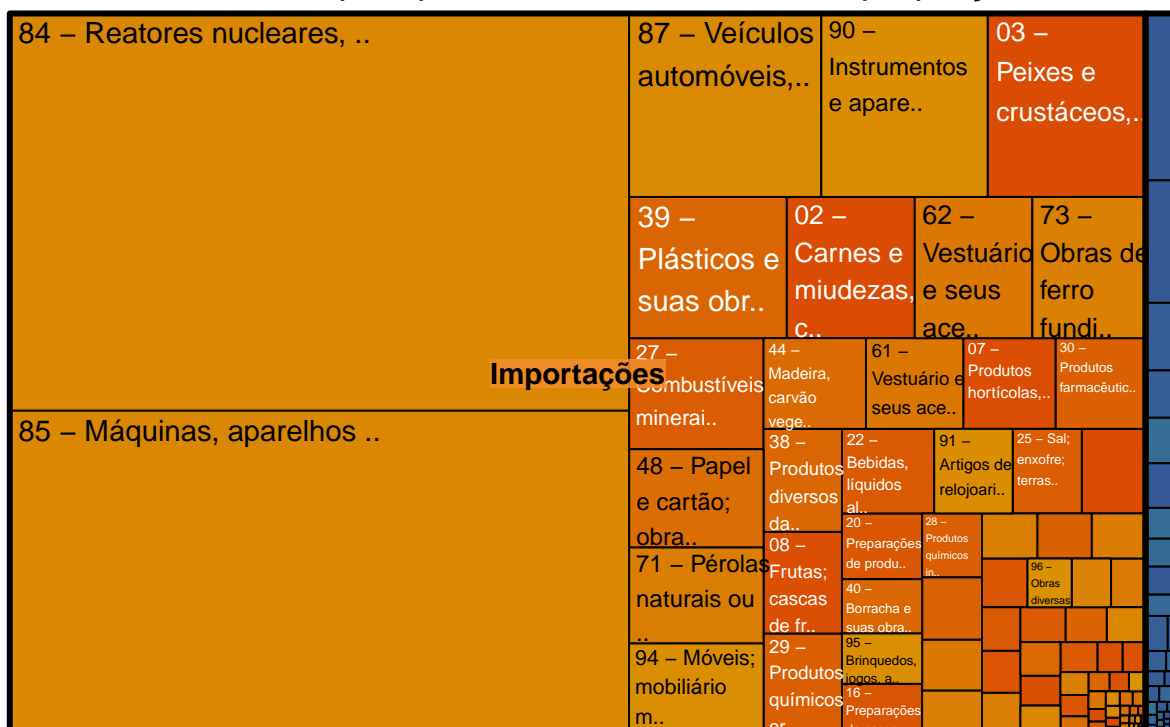 84 – Reatores nucleares, ..
87 – Veículos
automóveis,..
90 –
Instrumentos
e apare..
03 –
Peixes e
crustáceos,..
39 –
Plásticos e
suas obr..
02 –
Carnes e
miudezas,
c..
62 –
Vestuário
e seus
ace..
73 –
Obras de
ferro
fundi..
Importações
27 –
Combustíveis
minerai..
44 –
Madeira,
carvão
vege..
61 –
Vestuário e
seus ace..
07 –
Produtos
hortícolas,..
30 –
Produtos
farmacêutic..
85 – Máquinas, aparelhos ..
48 – Papel
e cartão;
obra..
38 –
Produtos
diversos
da..
22 –
Bebidas,
líquidos
al..
91 –
Artigos de
relojoari..
25 – Sal;
enxofre;
terras..
71 – Pérolas
naturais ou
..
08 –
Frutas;
cascas
de fr..
20 –
Preparações
de produ..
28 –
Produtos
químicos
in..
40 –
Borracha e
suas obra..
96 –
Obras
diversas
94 – Móveis;
mobiliário
m..
29 –
Produtos
químicos
95 –
Brinquedos,
jogos, a..
16 –
Preparações